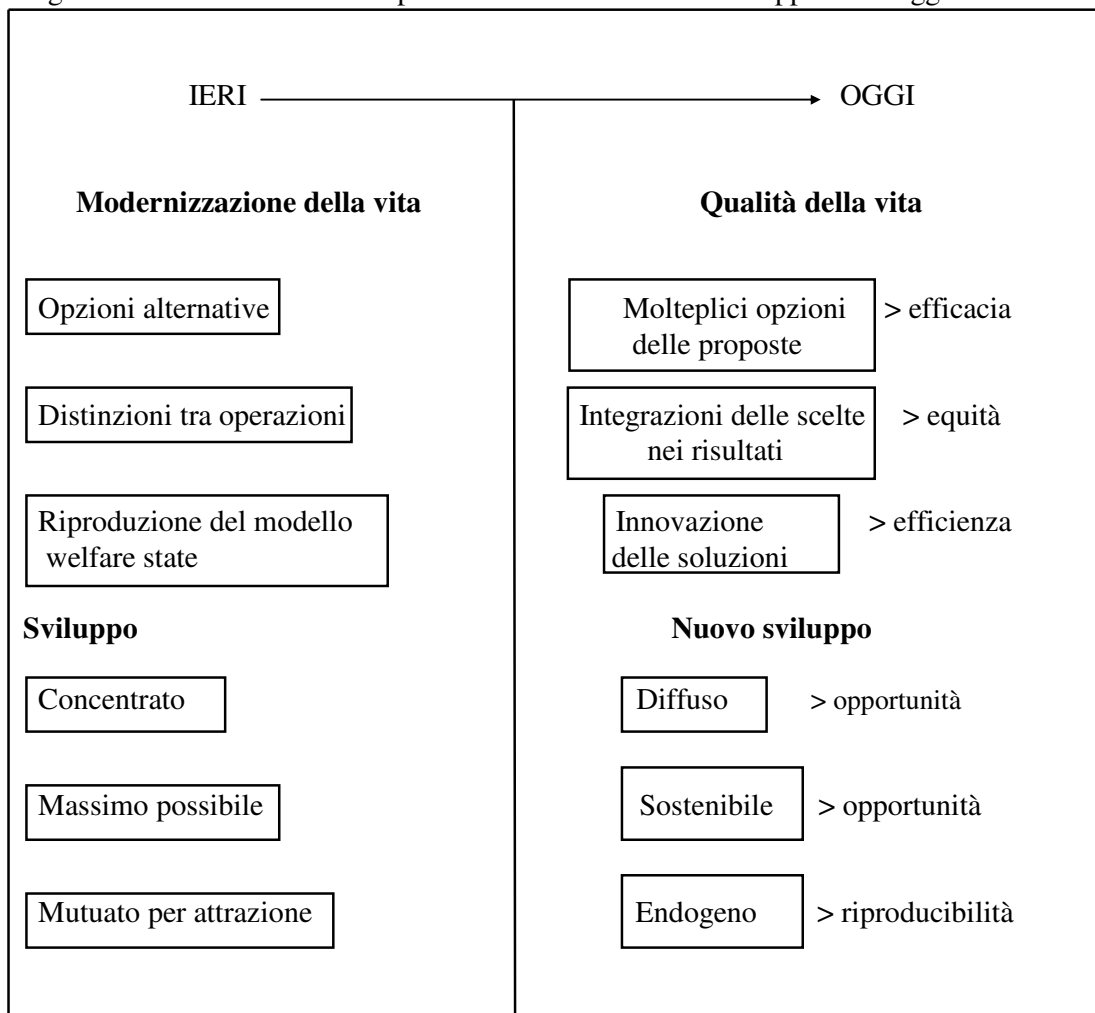 IERI OGGI
Modernizzazione della vita
Qualità della vita
Opzioni alternative
Molteplici opzioni
delle proposte
> efficacia
Distinzioni tra operazioni
Integrazioni delle scelte
nei risultati
> equità
Riproduzione del modello
welfare state
Innovazione
delle soluzioni
> efficienza
Sviluppo
Nuovo sviluppo
Concentrato
Diffuso
> opportunità
Massimo possibile
Sostenibile
> opportunità
Mutuato per attrazione
Endogeno
> riproducibilità